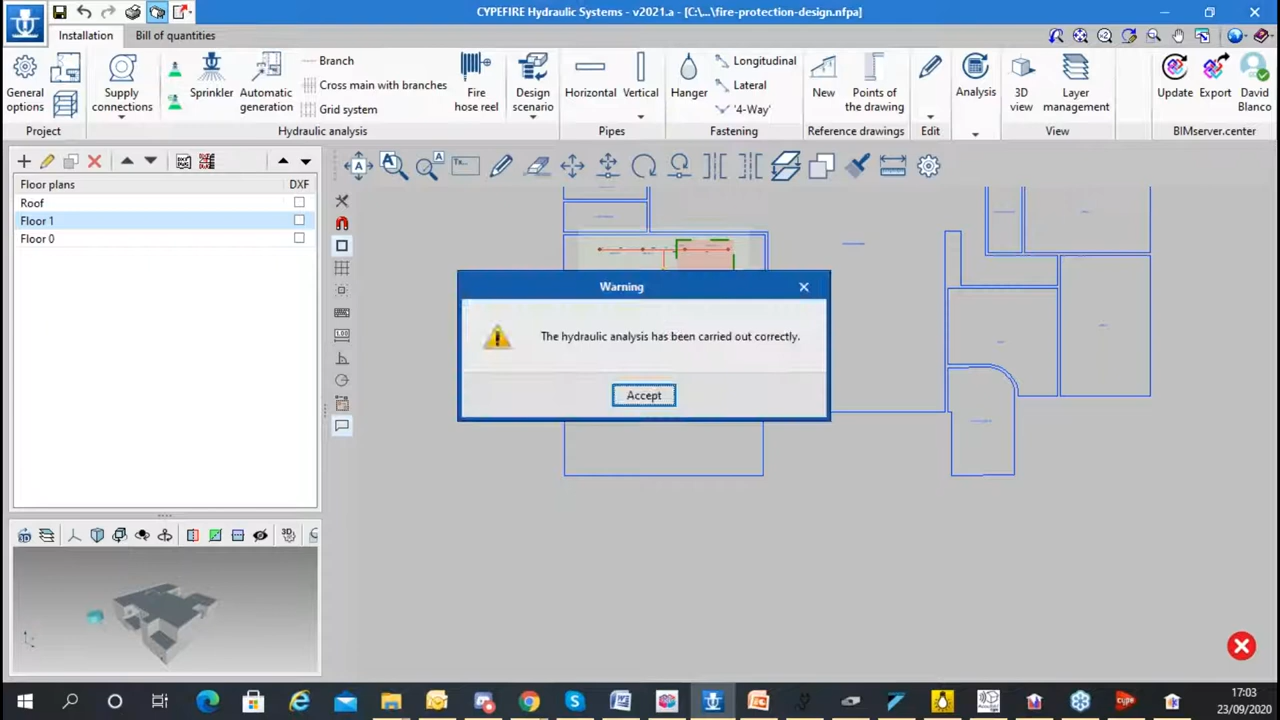 CYPEFIRE Hydraulic Systems - v2021.a - [C:\...\fire-protection-design.nfpa]
Installation
Bill of quantities
General options
Supply connections
Sprinkler
Automatic generation
Branch
Cross main with branches
Grid system
Fire hose reel
Design scenario
Horizontal
Vertical
Hanger
Longitudinal
Lateral
'4-Way'
New
Points of the drawing
Analysis
3D view
Layer management
Update
Export
David Blanco
Project
Hydraulic analysis
Pipes
Fastening
Reference drawings
Edit
View
BIMserver.center
Floor plans
DXF
Roof
Floor 1
Floor 0
Warning
The hydraulic analysis has been carried out correctly.
Accept
17:03
23/09/2020